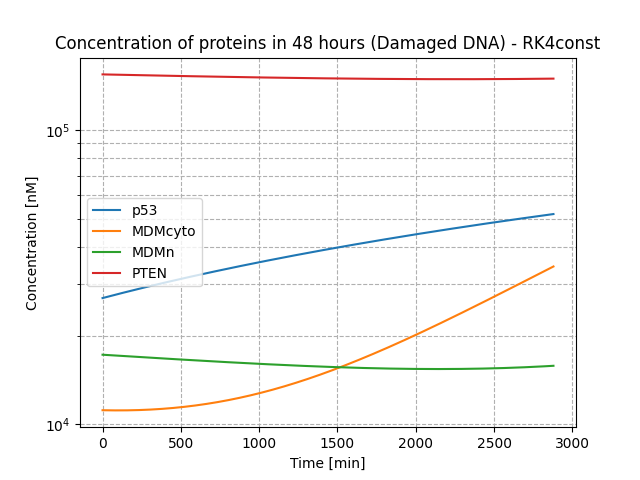 Concentration of proteins in 48 hours (Damaged DNA) - RK4const
Concentration [nM]
10^5
10^4
p53
MDMcyto
MDMn
PTEN
0 500 1000 1500 2000 2500 3000
Time [min]